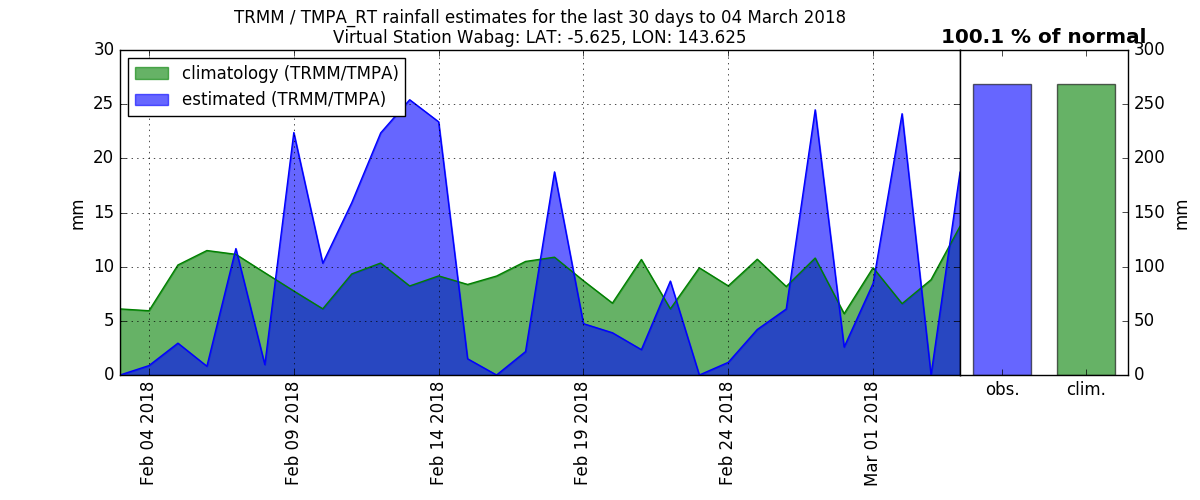 TRMM / TMPA_RT rainfall estimates for the last 30 days to 04 March 2018
Virtual Station Wabag: LAT: -5.625, LON: 143.625
100.1 % of normal
climatology (TRMM/TMPA)
estimated (TRMM/TMPA)
30
25
20
15
10
5
0
mm
Feb 04 2018
Feb 09 2018
Feb 14 2018
Feb 19 2018
Feb 24 2018
Mar 01 2018
obs.
clim.
300
250
200
150
100
50
0
mm